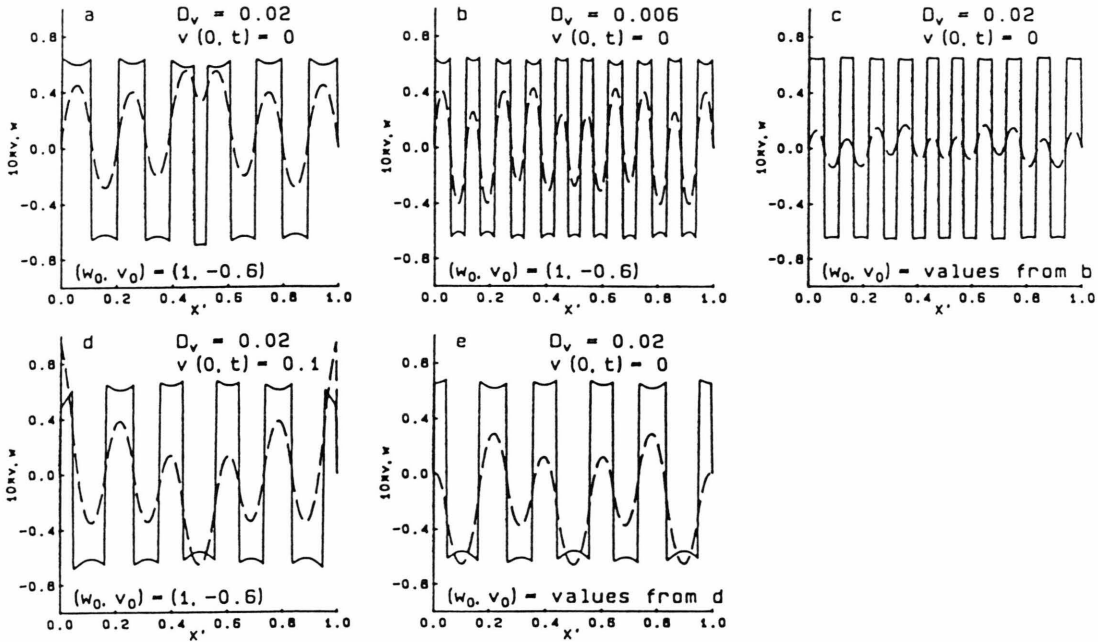 a
D_v = 0.02
v(0, t) = 0
0.8
0.4
0.0
-0.4
-0.8
10×v, w
(w_0, v_0) = (1, -0.6)
0.0 0.2 0.4 0.6 0.8 1.0
X'
b
D_v = 0.006
v(0, t) = 0
0.8
0.4
0.0
-0.4
-0.8
10×v, w
(w_0, v_0) = (1, -0.6)
0.0 0.2 0.4 0.6 0.8 1.0
X'
c
D_v = 0.02
v(0, t) = 0
0.8
0.4
0.0
-0.4
-0.8
10×v, w
(w_0, v_0) = values from b
0.0 0.2 0.4 0.6 0.8 1.0
X'
d
D_v = 0.02
v(0, t) = 0.1
0.8
0.4
0.0
-0.4
-0.8
10×v, w
(w_0, v_0) = (1, -0.6)
0.0 0.2 0.4 0.6 0.8 1.0
X'
e
D_v = 0.02
v(0, t) = 0
0.8
0.4
0.0
-0.4
-0.8
10×v, w
(w_0, v_0) = values from d
0.0 0.2 0.4 0.6 0.8 1.0
X'